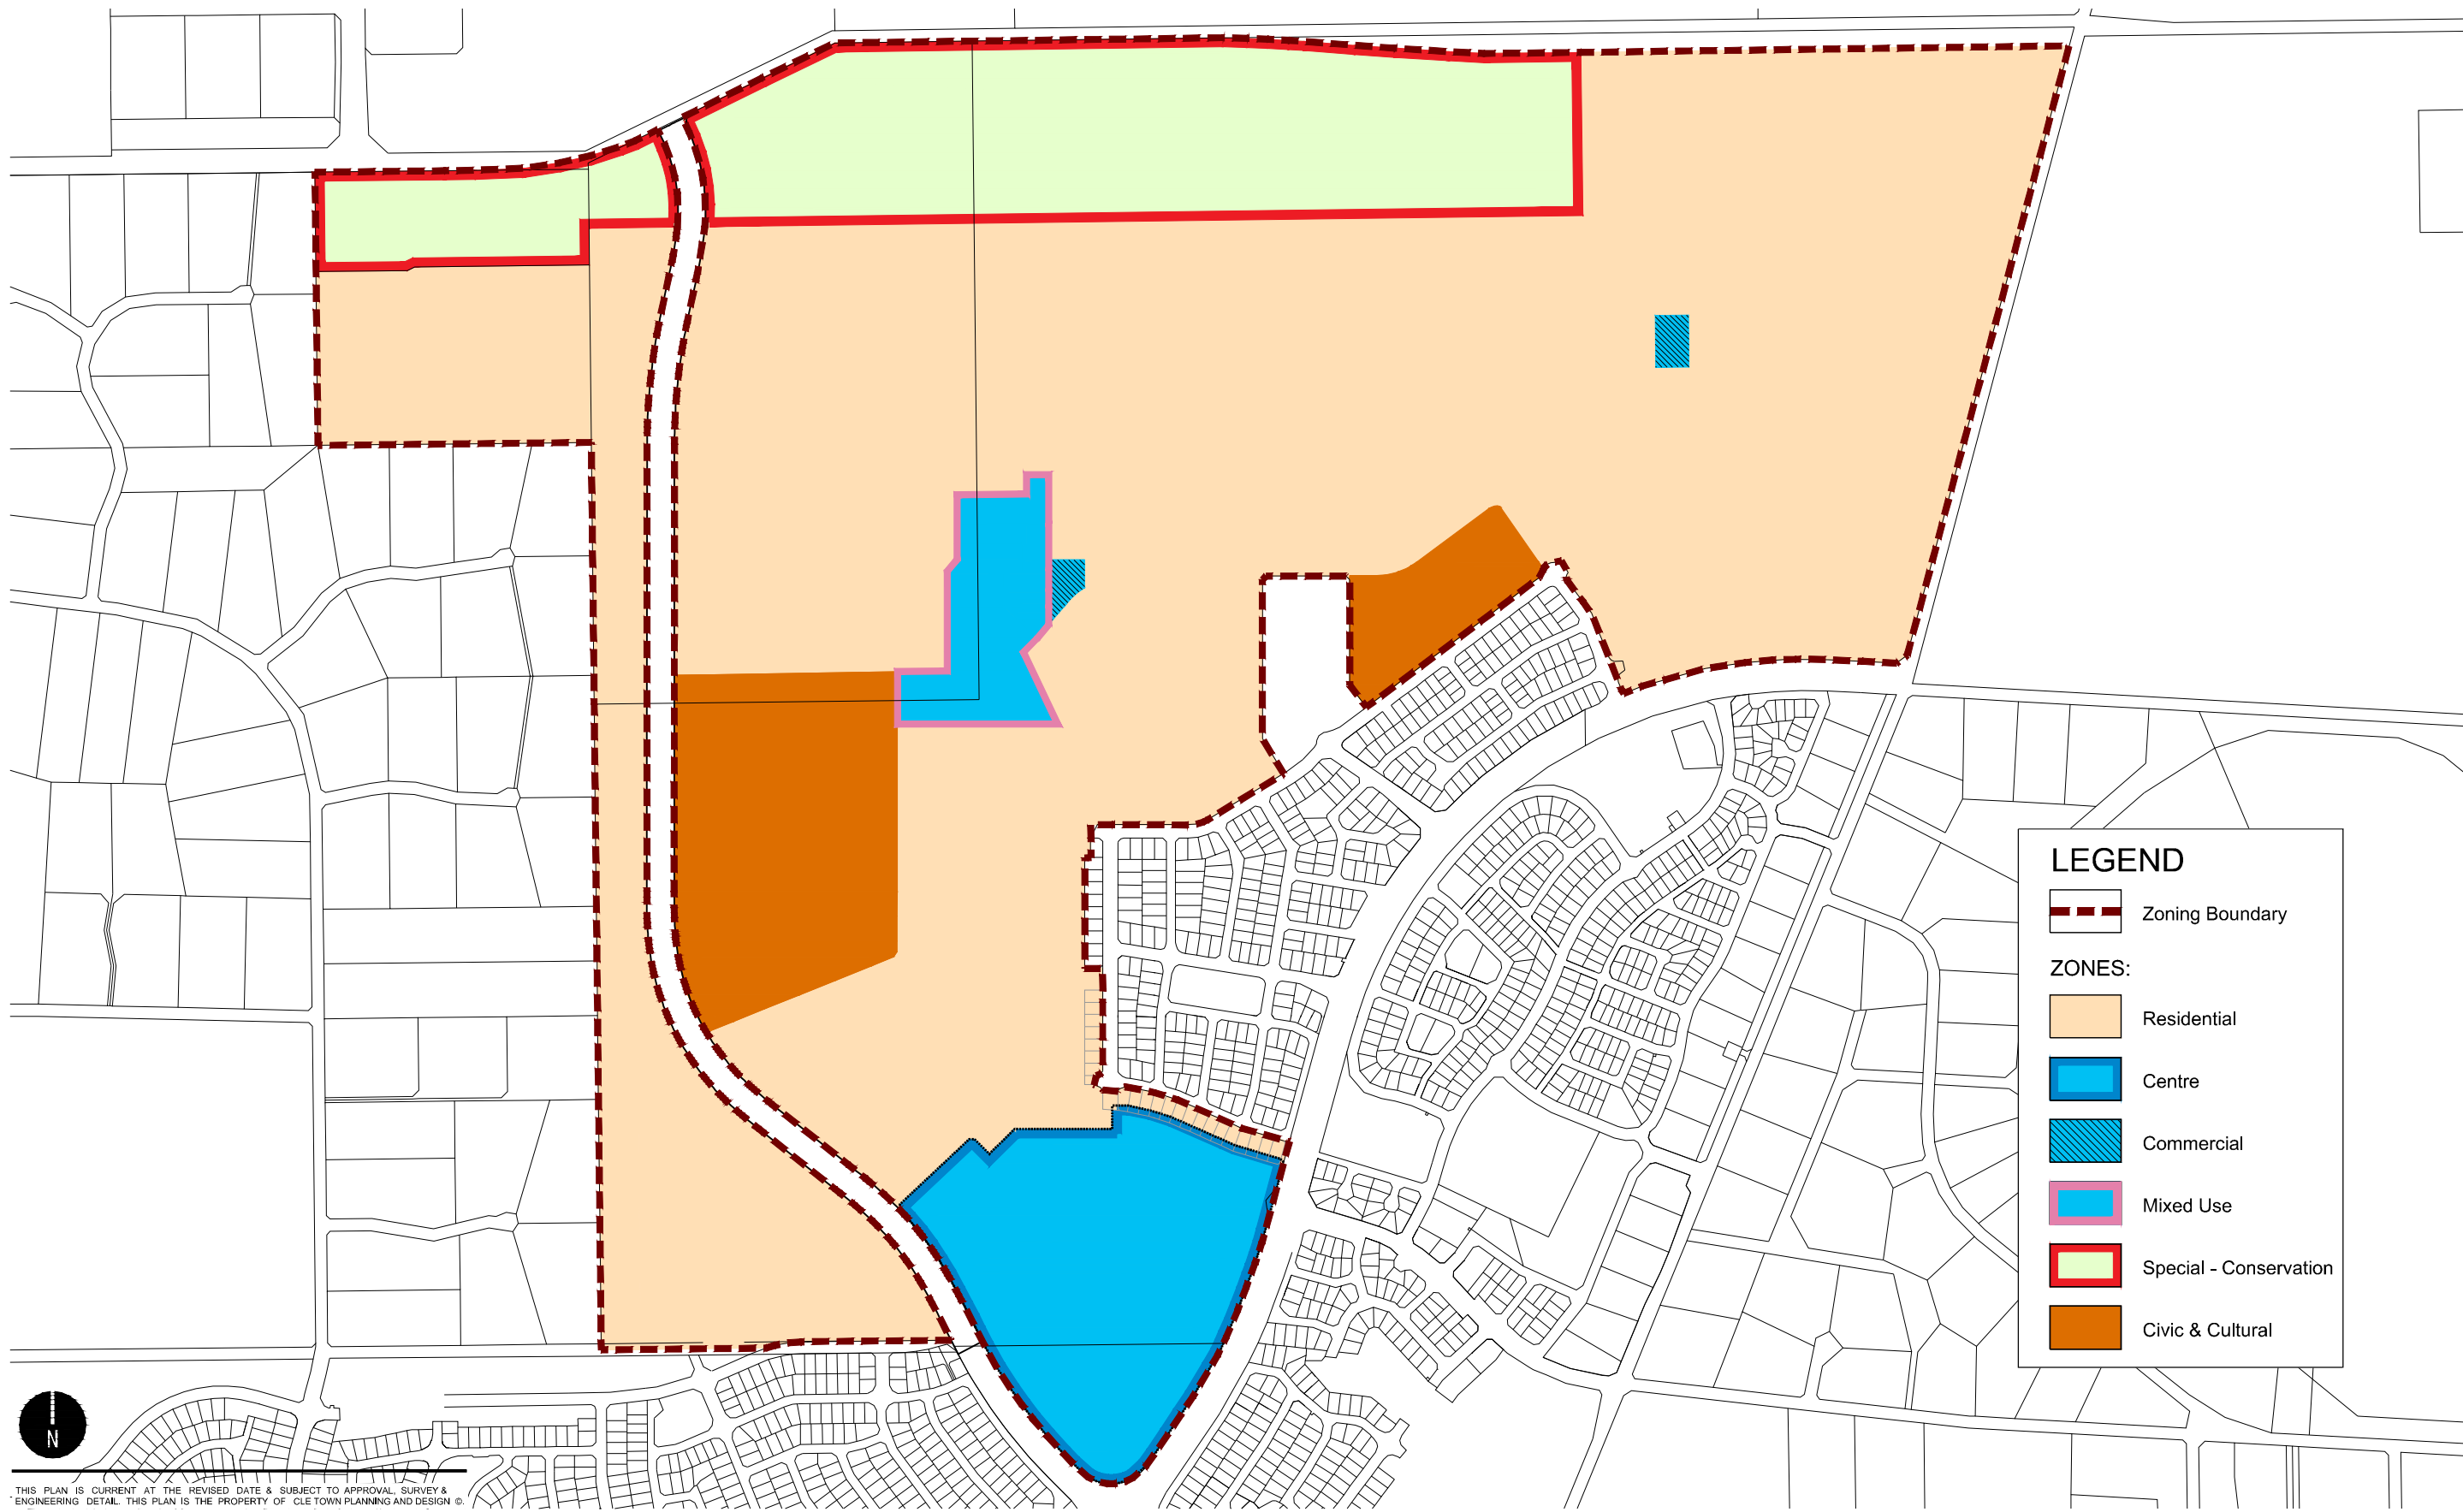 LEGEND
Zoning Boundary
ZONES:
Residential
Centre
Commercial
Mixed Use
Special - Conservation
Civic & Cultural
N
THIS PLAN IS CURRENT AT THE REVISED DATE & SUBJECT TO APPROVAL, SURVEY &
ENGINEERING DETAIL. THIS PLAN IS THE PROPERTY OF CLE TOWN PLANNING AND DESIGN ©.